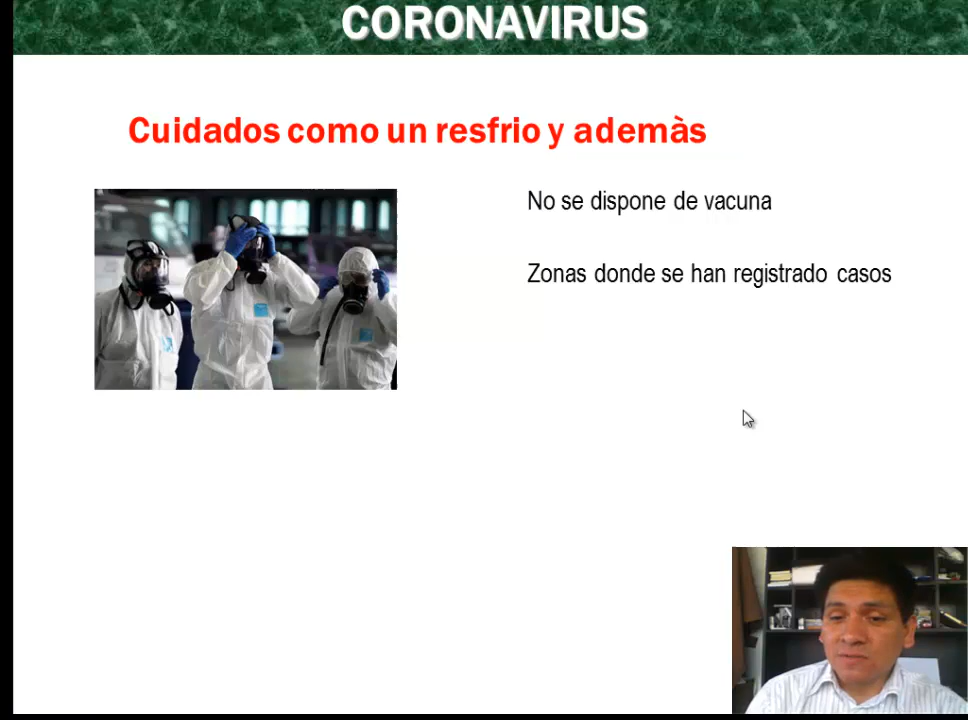 CORONAVIRUS
Cuidados como un resfrio y ademàs
No se dispone de vacuna
Zonas donde se han registrado casos